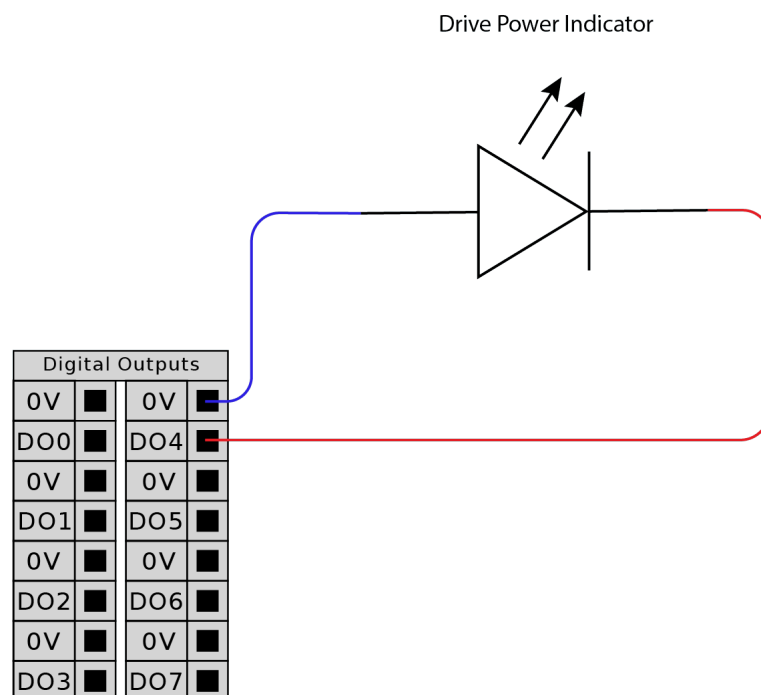 Drive Power Indicator
Digital Outputs
0V 0V
DO0 DO4
0V 0V
DO1 DO5
0V 0V
DO2 DO6
0V 0V
DO3 DO7